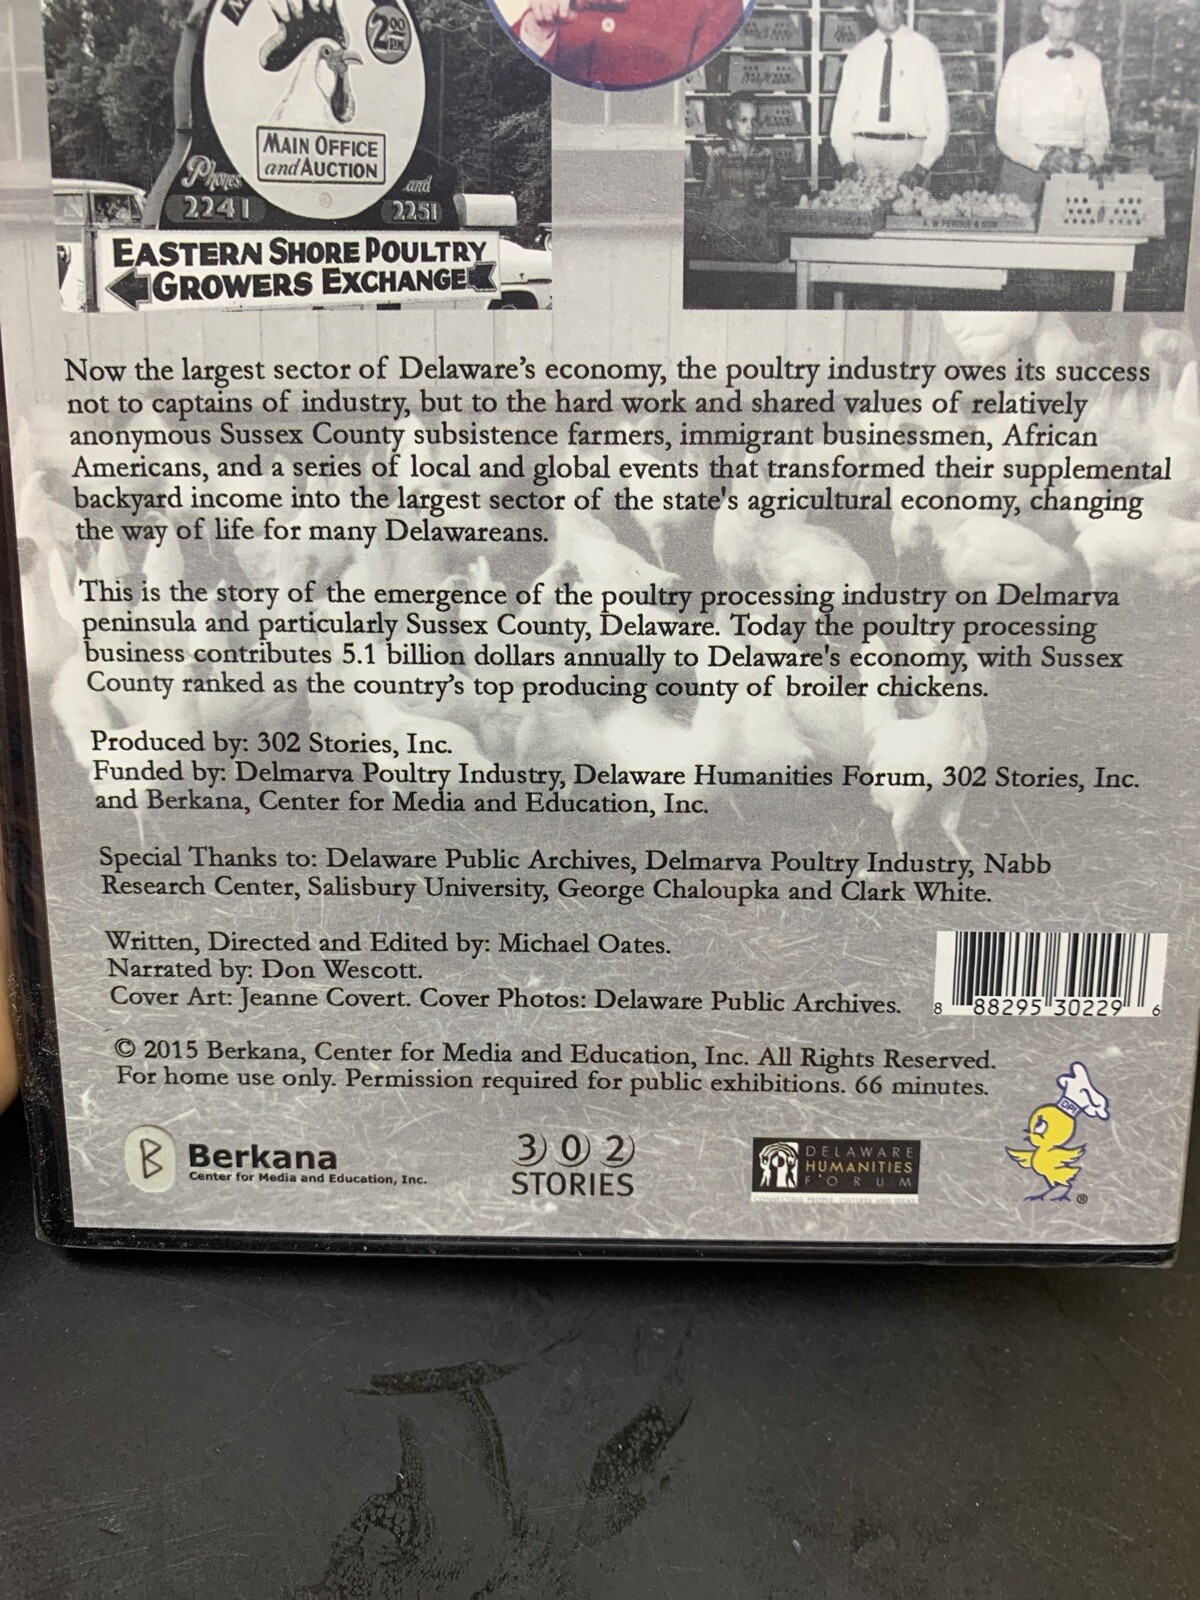 2 00 P.M.
MAIN OFFICE
and AUCTION
Phones
and
2241
2251
EASTERN SHORE POULTRY
GROWERS EXCHANGE
A. W. PERDUE & SON
Now the largest sector of Delaware's economy, the poultry industry owes its success
not to captains of industry, but to the hard work and shared values of relatively
anonymous Sussex County subsistence farmers, immigrant businessmen, African
Americans, and a series of local and global events that transformed their supplemental
backyard income into the largest sector of the state's agricultural economy, changing
the way of life for many Delawareans.
This is the story of the emergence of the poultry processing industry on Delmarva
peninsula and particularly Sussex County, Delaware. Today the poultry processing
business contributes 5.1 billion dollars annually to Delaware's economy, with Sussex
County ranked as the country's top producing county of broiler chickens.
Produced by: 302 Stories, Inc.
Funded by: Delmarva Poultry Industry, Delaware Humanities Forum, 302 Stories, Inc.
and Berkana, Center for Media and Education, Inc.
Special Thanks to: Delaware Public Archives, Delmarva Poultry Industry, Nabb
Research Center, Salisbury University, George Chaloupka and Clark White.
Written, Directed and Edited by: Michael Oates.
Narrated by: Don Wescott.
Cover Art: Jeanne Covert. Cover Photos: Delaware Public Archives.
8 88295 30229 6
© 2015 Berkana, Center for Media and Education, Inc. All Rights Reserved.
For home use only. Permission required for public exhibitions. 66 minutes.
DPI
Berkana
Center for Media and Education, Inc.
3) 0) 2)
STORIES
DELAWARE
HUMANITIES
FORUM
®